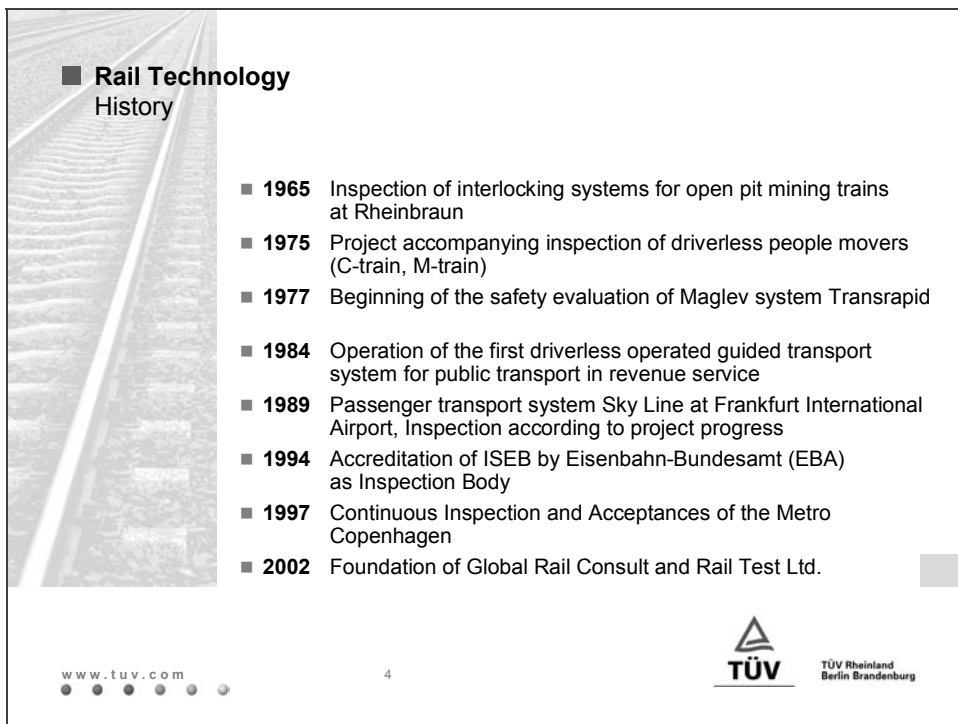 Rail Technology
History
1965 Inspection of interlocking systems for open pit mining trains
at Rheinbraun
1975 Project accompanying inspection of driverless people movers
(C-train, M-train)
1977 Beginning of the safety evaluation of Maglev system Transrapid
1984 Operation of the first driverless operated guided transport
system for public transport in revenue service
1989 Passenger transport system Sky Line at Frankfurt International
Airport, Inspection according to project progress
1994 Accreditation of ISEB by Eisenbahn-Bundesamt (EBA)
as Inspection Body
1997 Continuous Inspection and Acceptances of the Metro
Copenhagen
2002 Foundation of Global Rail Consult and Rail Test Ltd.
www.tuv.com
4
TÜV
TÜV Rheinland
Berlin Brandenburg